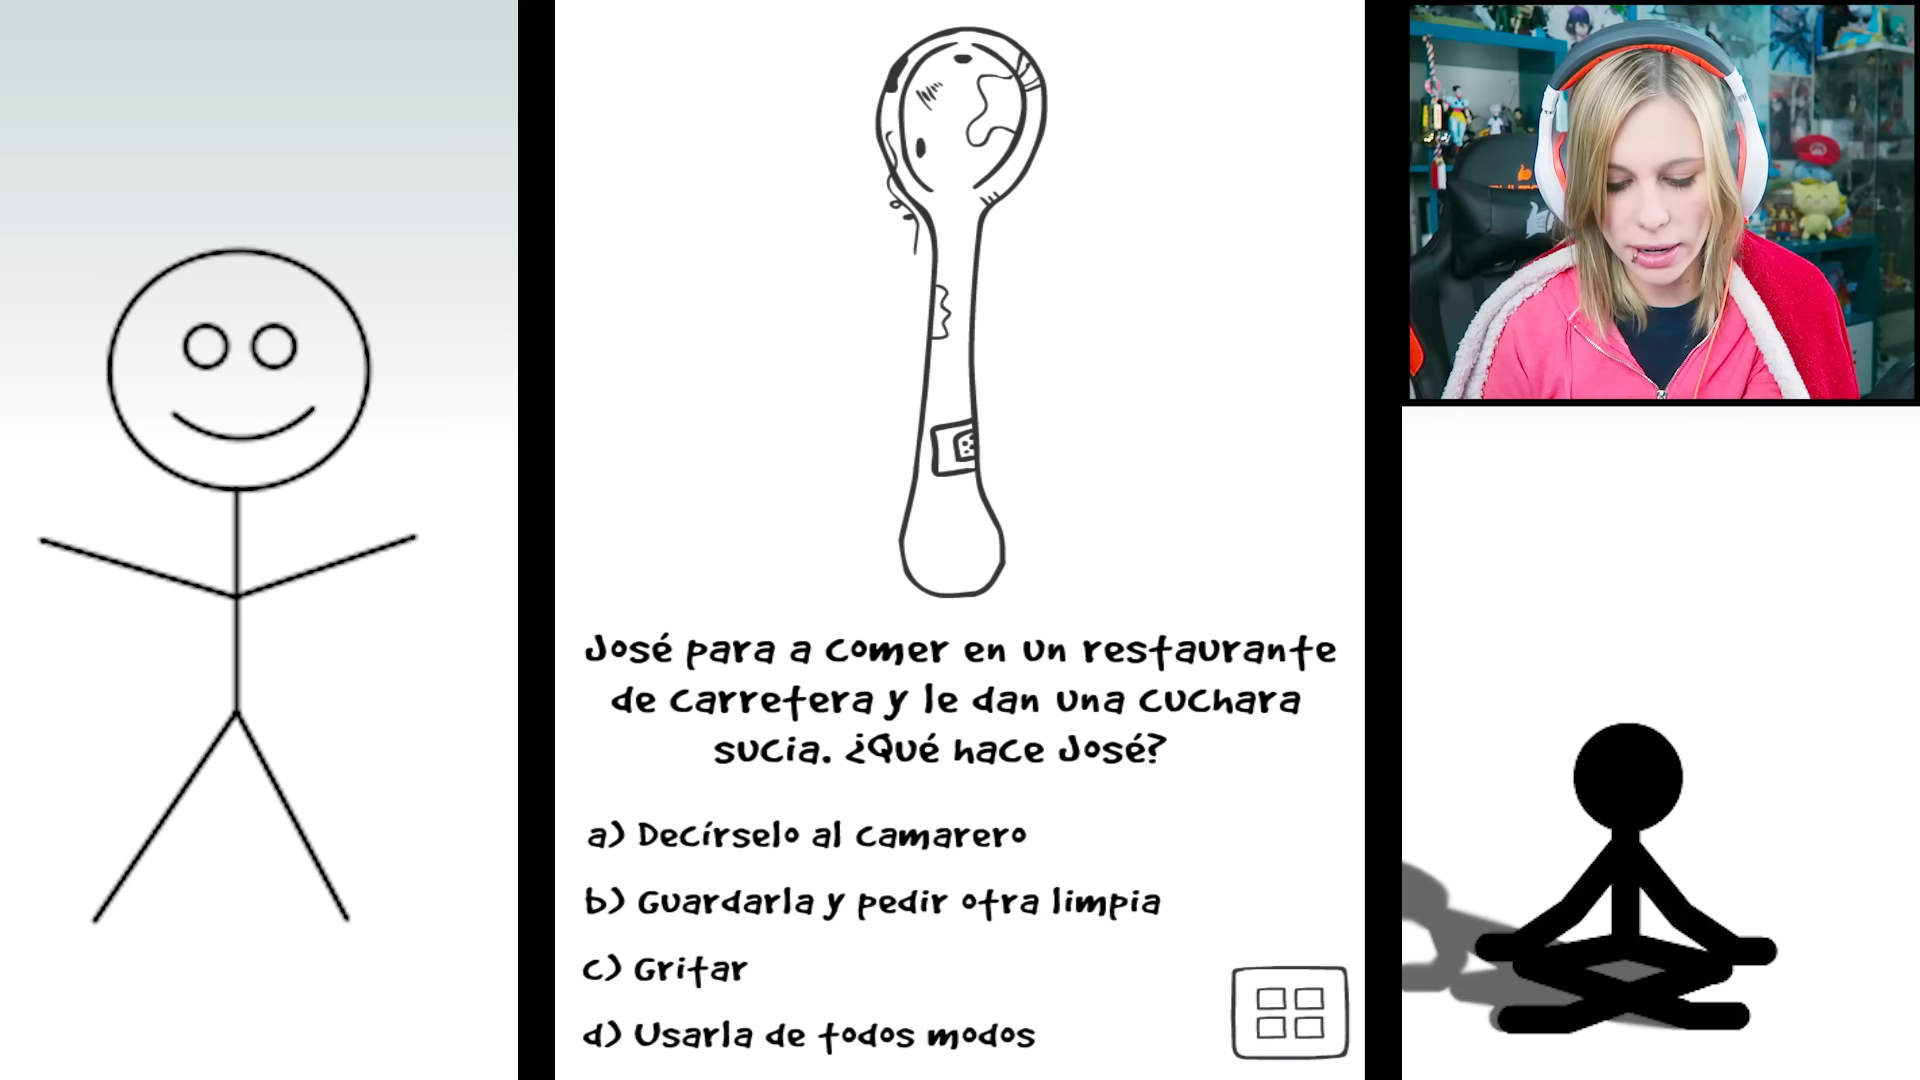 José para a comer en un restaurante
de carretera y le dan una cuchara
sucia. ¿Qué hace José?
a) Decírselo al camarero
b) Guardarla y pedir otra limpia
c) Gritar
d) Usarla de todos modos